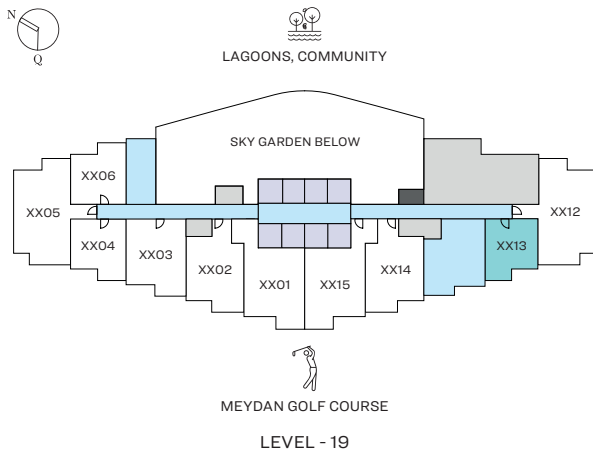 N
Q
LAGOONS, COMMUNITY
SKY GARDEN BELOW
XX06
XX05
XX12
XX04
XX03
XX13
XX02
XX14
XX01
XX15
MEYDAN GOLF COURSE
LEVEL - 19